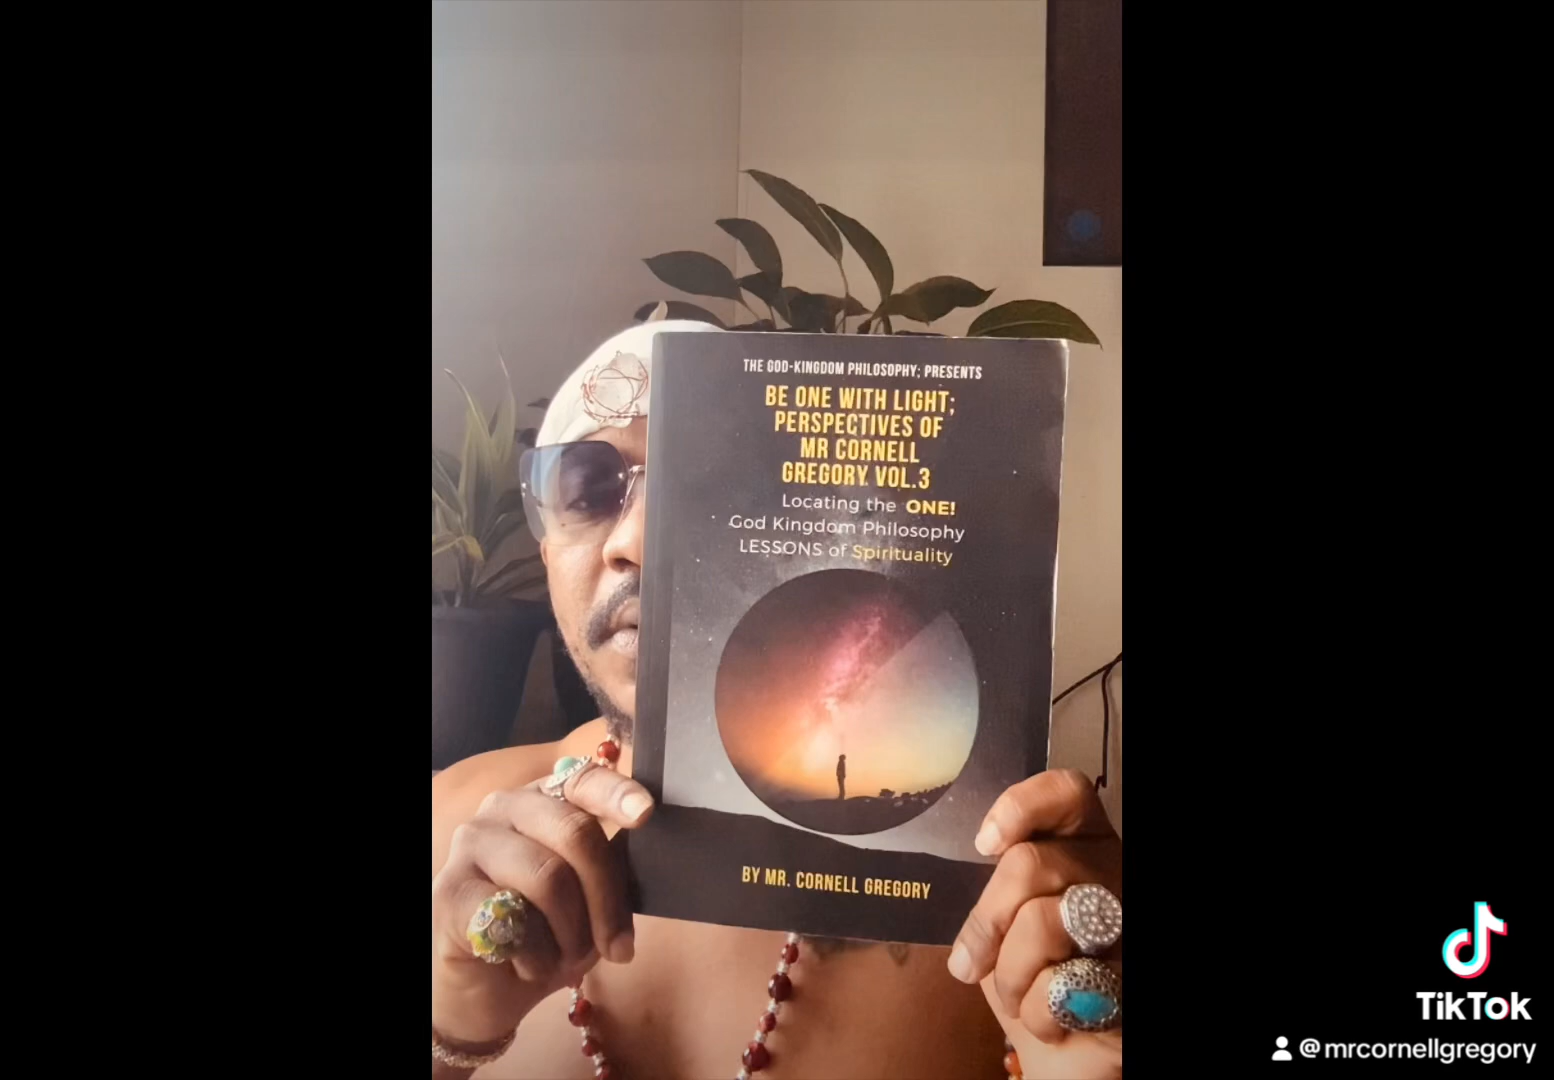 THE GOD-KINGDOM PHILOSOPHY; PRESENTS
BE ONE WITH LIGHT;
PERSPECTIVES OF
MR CORNELL
GREGORY VOL.3
Locating the ONE!
God Kingdom Philosophy
LESSONS of Spirituality
BY MR. CORNELL GREGORY
TikTok
@mrcornellgregory